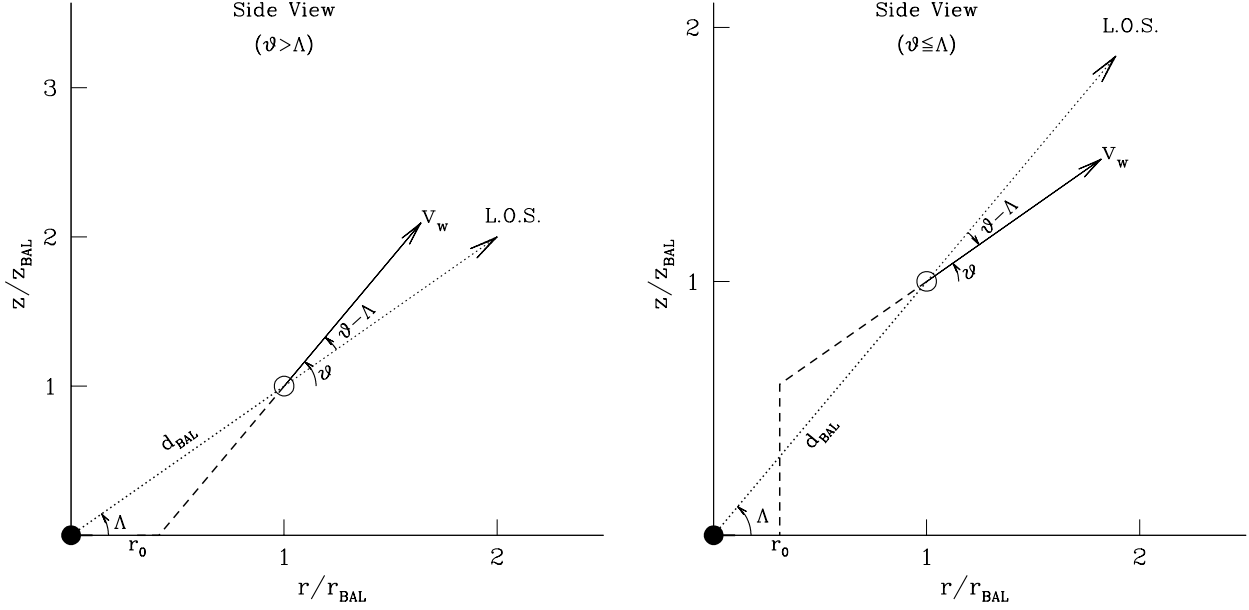 Side View
(ϑ>Λ)
3
2
1
z/z_BAL
V_w
L.O.S.
ϑ−Λ
ϑ
d_BAL
Λ
r_0
1
2
r/r_BAL
Side View
(ϑ≦Λ)
L.O.S.
2
1
z/z_BAL
V_w
ϑ−Λ
ϑ
d_BAL
Λ
r_0
1
2
r/r_BAL